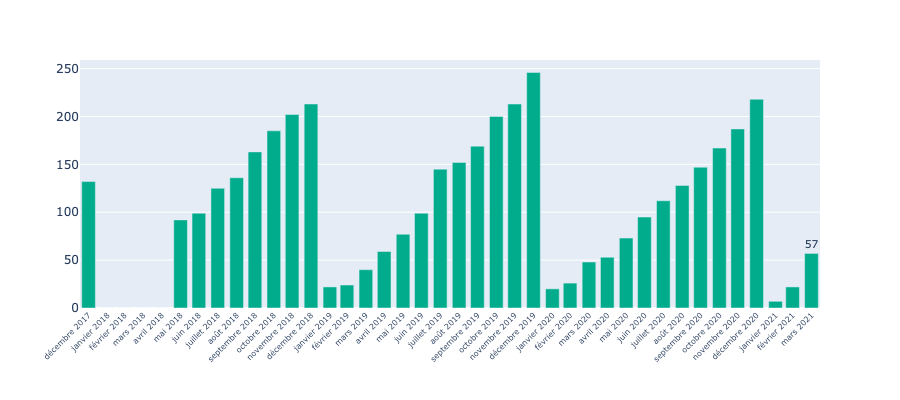 250
200
150
100
50
0
57
décembre 2017
janvier 2018
février 2018
mars 2018
avril 2018
mai 2018
juin 2018
juillet 2018
août 2018
septembre 2018
octobre 2018
novembre 2018
décembre 2018
janvier 2019
février 2019
mars 2019
avril 2019
mai 2019
juin 2019
juillet 2019
août 2019
septembre 2019
octobre 2019
novembre 2019
décembre 2019
janvier 2020
février 2020
mars 2020
avril 2020
mai 2020
juin 2020
juillet 2020
août 2020
septembre 2020
octobre 2020
novembre 2020
décembre 2020
janvier 2021
février 2021
mars 2021